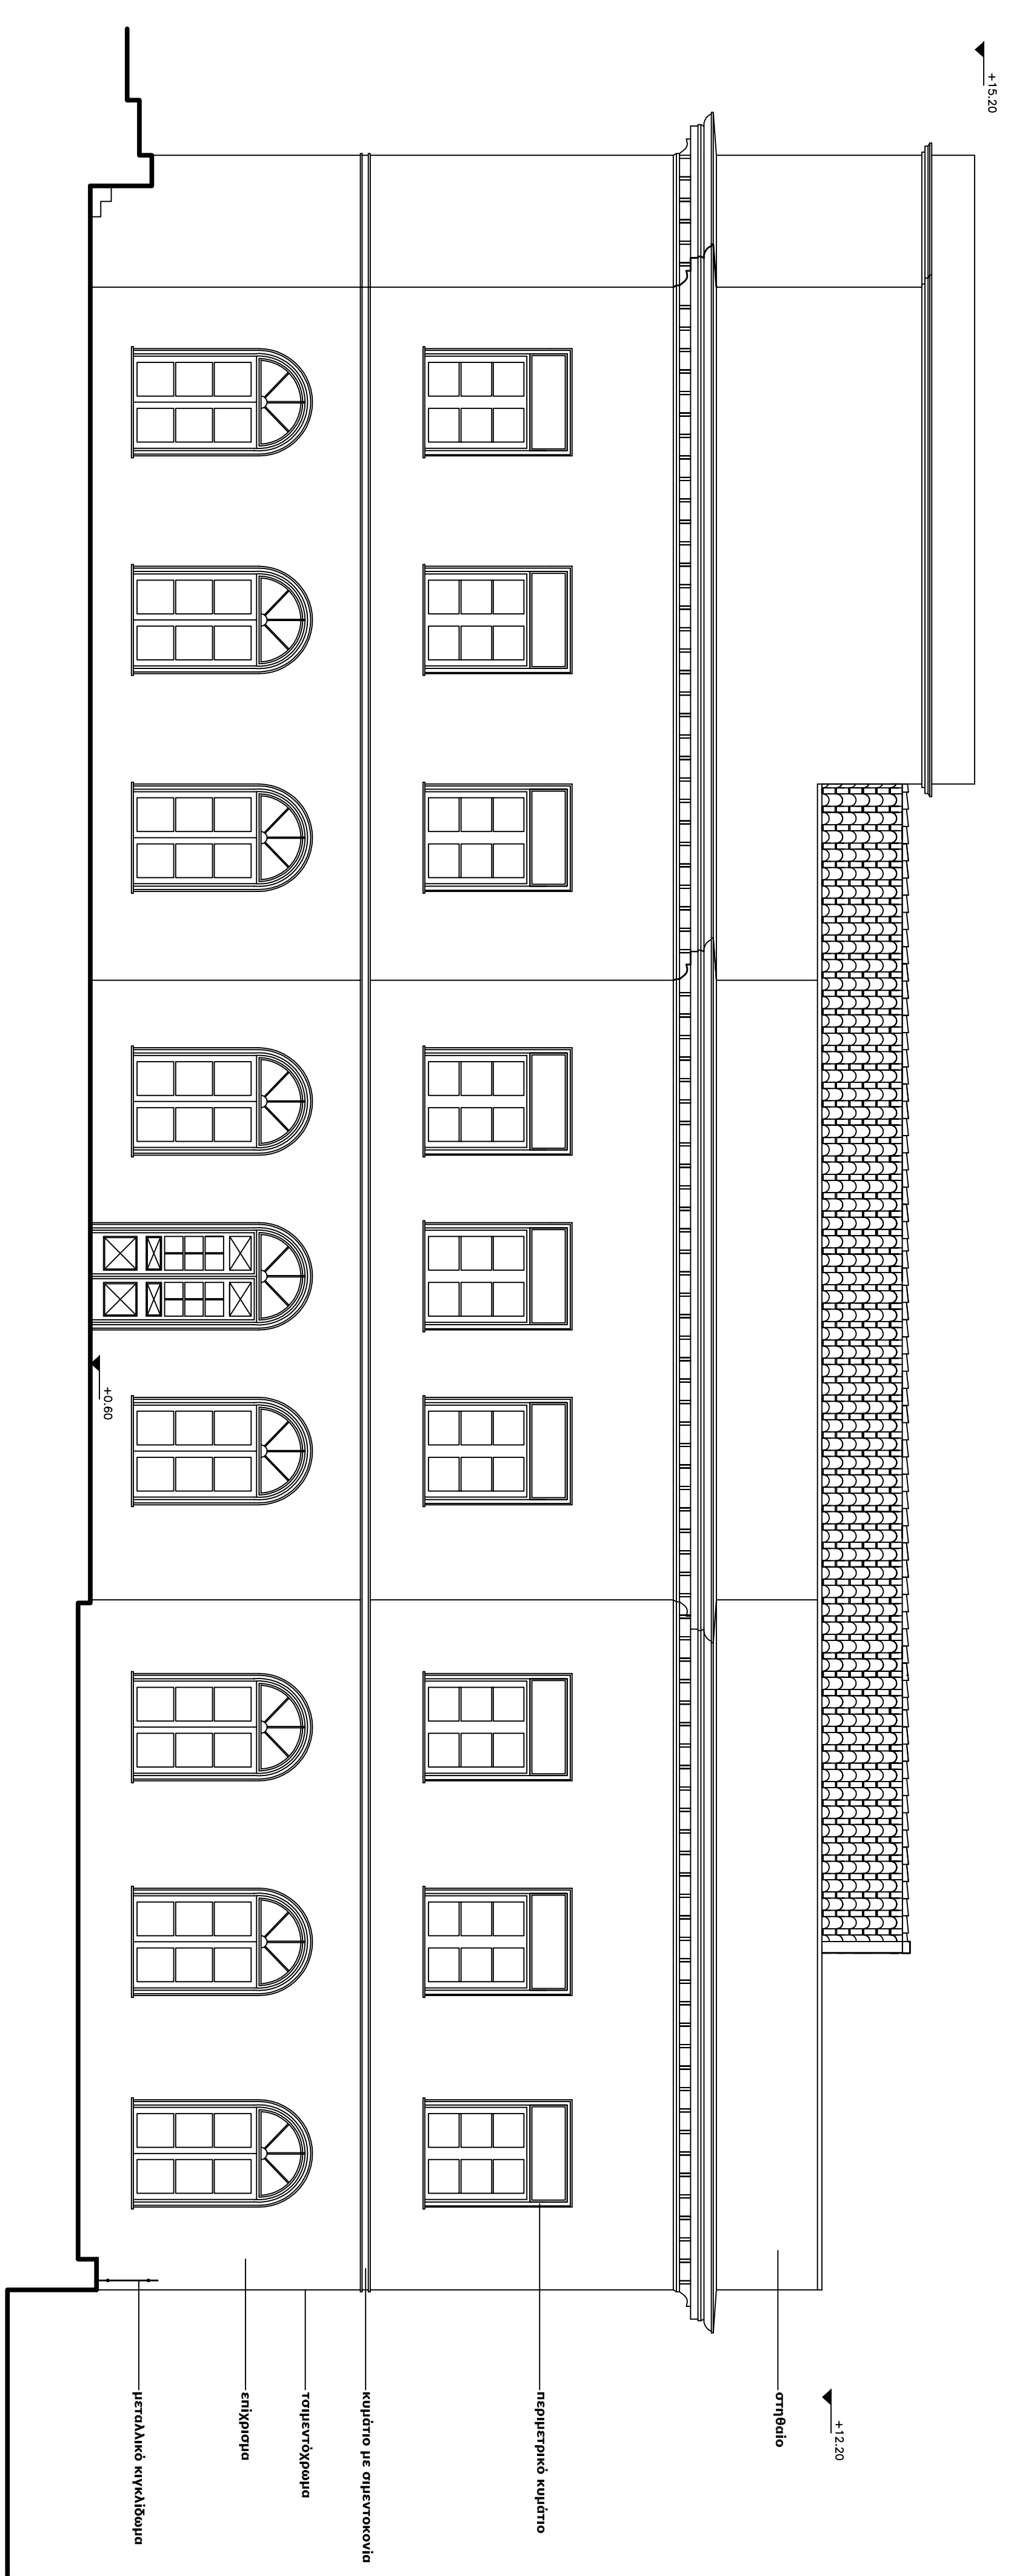 +15.20
+12.20
στηθαίο
περιμετρικό κυμάτιο
κυμάτιο με σιμεντοκονία
τσιμεντόχρωμα
επίχρισμα
μεταλλικό κιγκλίδωμα
+0.60